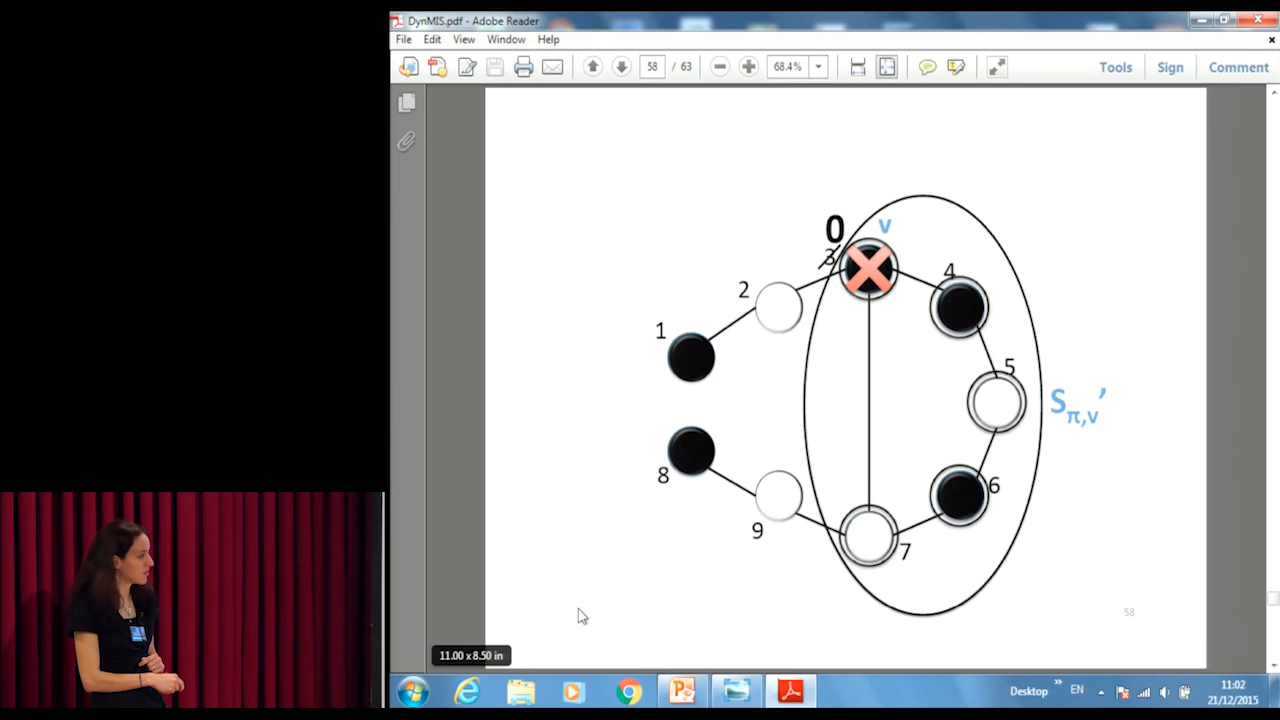 DynMIS.pdf - Adobe Reader
File Edit View Window Help
58 / 63 68.4% Tools Sign Comment
0 v
3
4
2
1
5
S π,v ’
8
6
9
7
58
11.00 x 8.50 in
Desktop » EN 11:02
21/12/2015